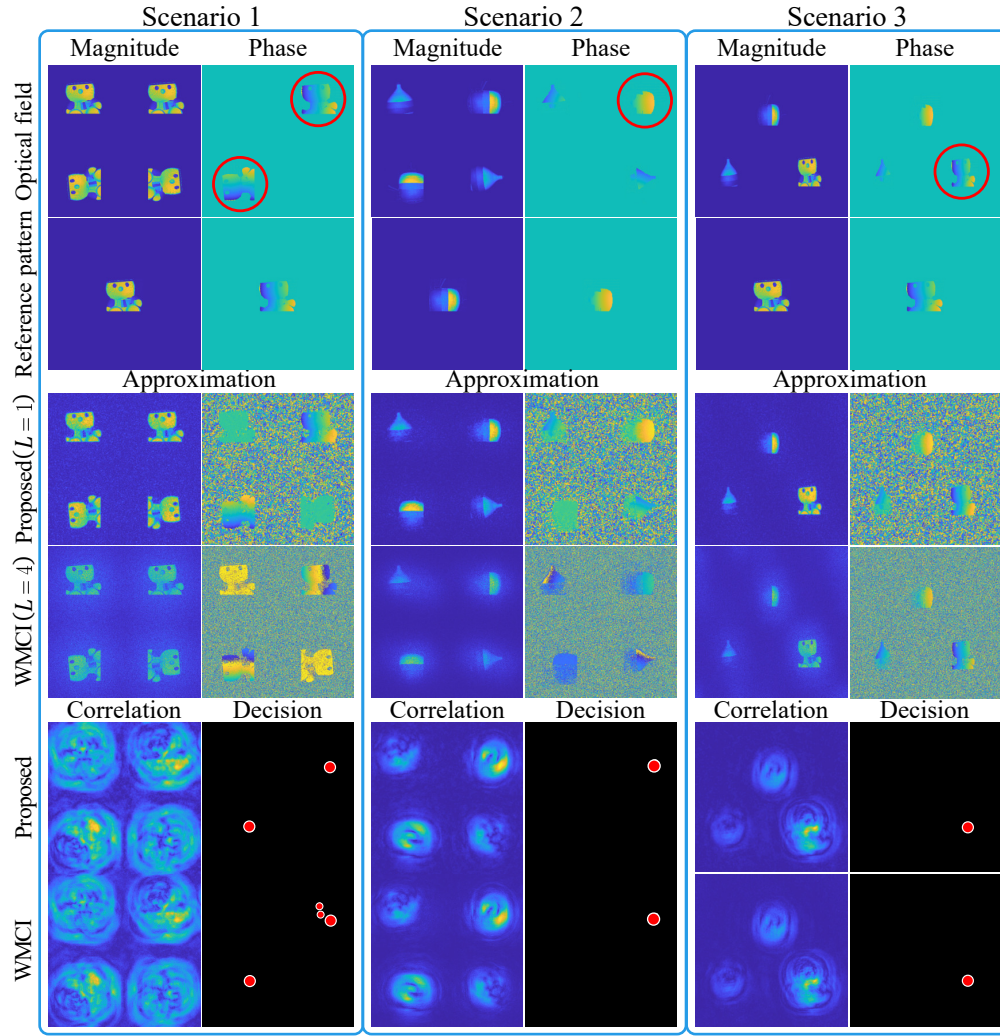 Scenario 1
Scenario 2
Scenario 3
Magnitude
Phase
Magnitude
Phase
Magnitude
Phase
Optical field
Reference pattern
Approximation
Approximation
Approximation
Proposed(L = 1)
WMCI(L = 4)
Correlation
Decision
Correlation
Decision
Correlation
Decision
Proposed
WMCI